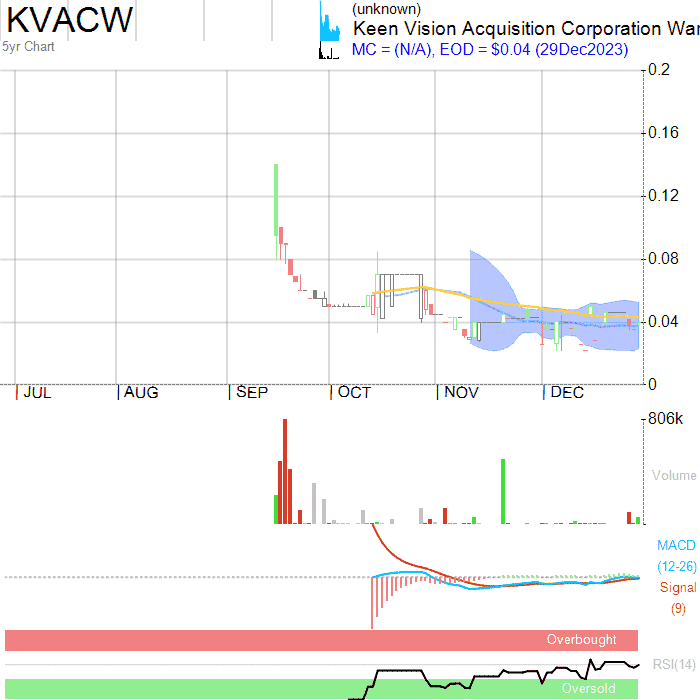 KVACW
5yr Chart
(unknown)
Keen Vision Acquisition Corporation War
MC = (N/A), EOD = $0.04 (29Dec2023)
0.2
0.16
0.12
0.08
0.04
0
JUL AUG SEP OCT NOV DEC
806k
Volume
MACD
(12-26)
Signal
(9)
Overbought
RSI(14)
Oversold